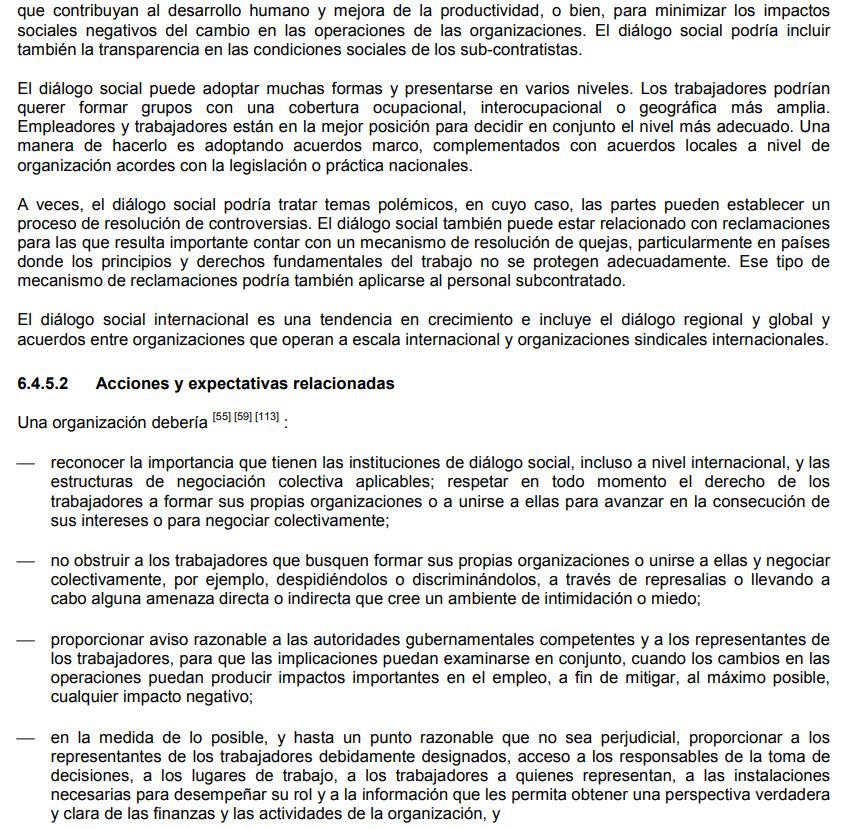 que contribuyan al desarrollo humano y mejora de la productividad, o bien, para minimizar los impactos
sociales negativos del cambio en las operaciones de las organizaciones. El diálogo social podría incluir
también la transparencia en las condiciones sociales de los sub-contratistas.
El diálogo social puede adoptar muchas formas y presentarse en varios niveles. Los trabajadores podrían
querer formar grupos con una cobertura ocupacional, interocupacional o geográfica más amplia.
Empleadores y trabajadores están en la mejor posición para decidir en conjunto el nivel más adecuado. Una
manera de hacerlo es adoptando acuerdos marco, complementados con acuerdos locales a nivel de
organización acordes con la legislación o práctica nacionales.
A veces, el diálogo social podría tratar temas polémicos, en cuyo caso, las partes pueden establecer un
proceso de resolución de controversias. El diálogo social también puede estar relacionado con reclamaciones
para las que resulta importante contar con un mecanismo de resolución de quejas, particularmente en países
donde los principios y derechos fundamentales del trabajo no se protegen adecuadamente. Ese tipo de
mecanismo de reclamaciones podría también aplicarse al personal subcontratado.
El diálogo social internacional es una tendencia en crecimiento e incluye el diálogo regional y global y
acuerdos entre organizaciones que operan a escala internacional y organizaciones sindicales internacionales.
6.4.5.2 Acciones y expectativas relacionadas
Una organización debería [55] [59] [113] :
— reconocer la importancia que tienen las instituciones de diálogo social, incluso a nivel internacional, y las
estructuras de negociación colectiva aplicables; respetar en todo momento el derecho de los
trabajadores a formar sus propias organizaciones o a unirse a ellas para avanzar en la consecución de
sus intereses o para negociar colectivamente;
— no obstruir a los trabajadores que busquen formar sus propias organizaciones o unirse a ellas y negociar
colectivamente, por ejemplo, despidiéndolos o discriminándolos, a través de represalias o llevando a
cabo alguna amenaza directa o indirecta que cree un ambiente de intimidación o miedo;
— proporcionar aviso razonable a las autoridades gubernamentales competentes y a los representantes de
los trabajadores, para que las implicaciones puedan examinarse en conjunto, cuando los cambios en las
operaciones puedan producir impactos importantes en el empleo, a fin de mitigar, al máximo posible,
cualquier impacto negativo;
— en la medida de lo posible, y hasta un punto razonable que no sea perjudicial, proporcionar a los
representantes de los trabajadores debidamente designados, acceso a los responsables de la toma de
decisiones, a los lugares de trabajo, a los trabajadores a quienes representan, a las instalaciones
necesarias para desempeñar su rol y a la información que les permita obtener una perspectiva verdadera
y clara de las finanzas y las actividades de la organización, y